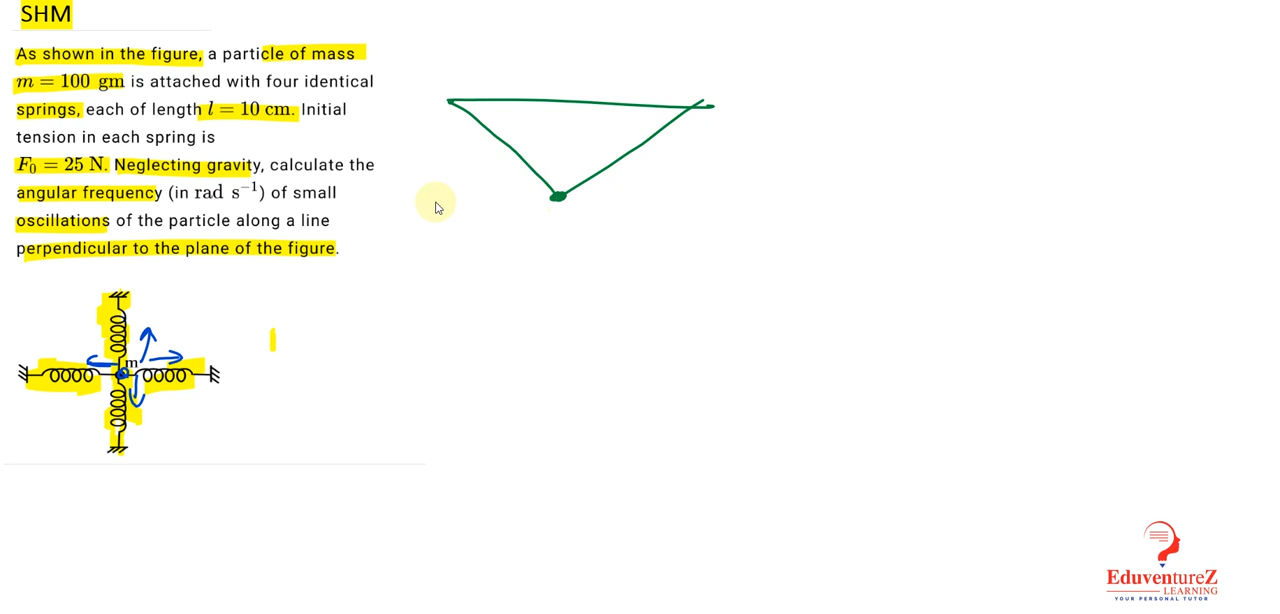 SHM
As shown in the figure, a particle of mass
m = 100 gm is attached with four identical
springs, each of length l = 10 cm. Initial
tension in each spring is
F₀ = 25 N. Neglecting gravity, calculate the
angular frequency (in rad s⁻¹) of small
oscillations of the particle along a line
perpendicular to the plane of the figure.
m
EduventureZ
LEARNING
YOUR PERSONAL TUTOR